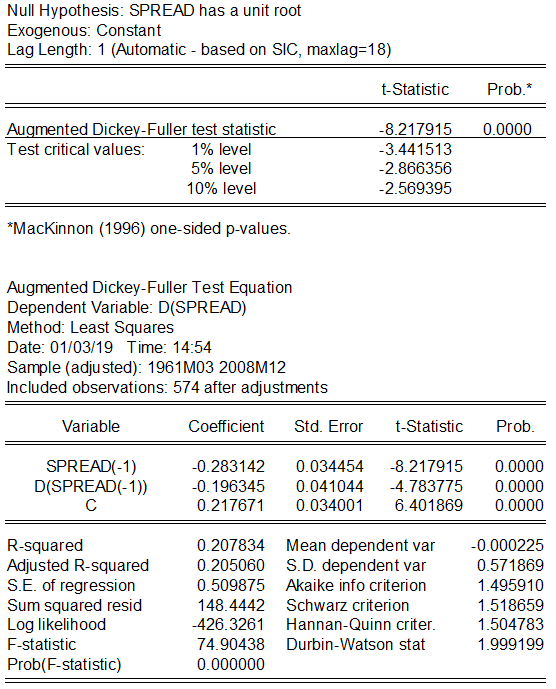 Null Hypothesis: SPREAD has a unit root
Exogenous: Constant
Lag Length: 1 (Automatic - based on SIC, maxlag=18)
t-Statistic Prob.*
Augmented Dickey-Fuller test statistic -8.217915 0.0000
Test critical values: 1% level -3.441513
5% level -2.866356
10% level -2.569395
*MacKinnon (1996) one-sided p-values.
Augmented Dickey-Fuller Test Equation
Dependent Variable: D(SPREAD)
Method: Least Squares
Date: 01/03/19 Time: 14:54
Sample (adjusted): 1961M03 2008M12
Included observations: 574 after adjustments
Variable Coefficient Std. Error t-Statistic Prob.
SPREAD(-1) -0.283142 0.034454 -8.217915 0.0000
D(SPREAD(-1)) -0.196345 0.041044 -4.783775 0.0000
C 0.217671 0.034001 6.401869 0.0000
R-squared 0.207834 Mean dependent var -0.000225
Adjusted R-squared 0.205060 S.D. dependent var 0.571869
S.E. of regression 0.509875 Akaike info criterion 1.495910
Sum squared resid 148.4442 Schwarz criterion 1.518659
Log likelihood -426.3261 Hannan-Quinn criter. 1.504783
F-statistic 74.90438 Durbin-Watson stat 1.999199
Prob(F-statistic) 0.000000